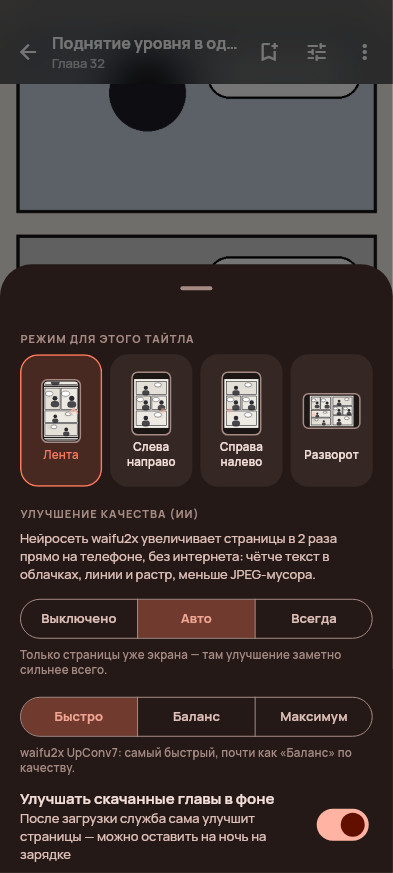 Поднятие уровня в од...
Глава 32
РЕЖИМ ДЛЯ ЭТОГО ТАЙТЛА
Лента
Слева
направо
Справа
налево
Разворот
УЛУЧШЕНИЕ КАЧЕСТВА (ИИ)
Нейросеть waifu2x увеличивает страницы в 2 раза
прямо на телефоне, без интернета: чётче текст в
облачках, линии и растр, меньше JPEG-мусора.
Выключено
Авто
Всегда
Только страницы уже экрана — там улучшение заметно
сильнее всего.
Быстро
Баланс
Максимум
waifu2x UpConv7: самый быстрый, почти как «Баланс» по
качеству.
Улучшать скачанные главы в фоне
После загрузки служба сама улучшит
страницы — можно оставить на ночь на
зарядке